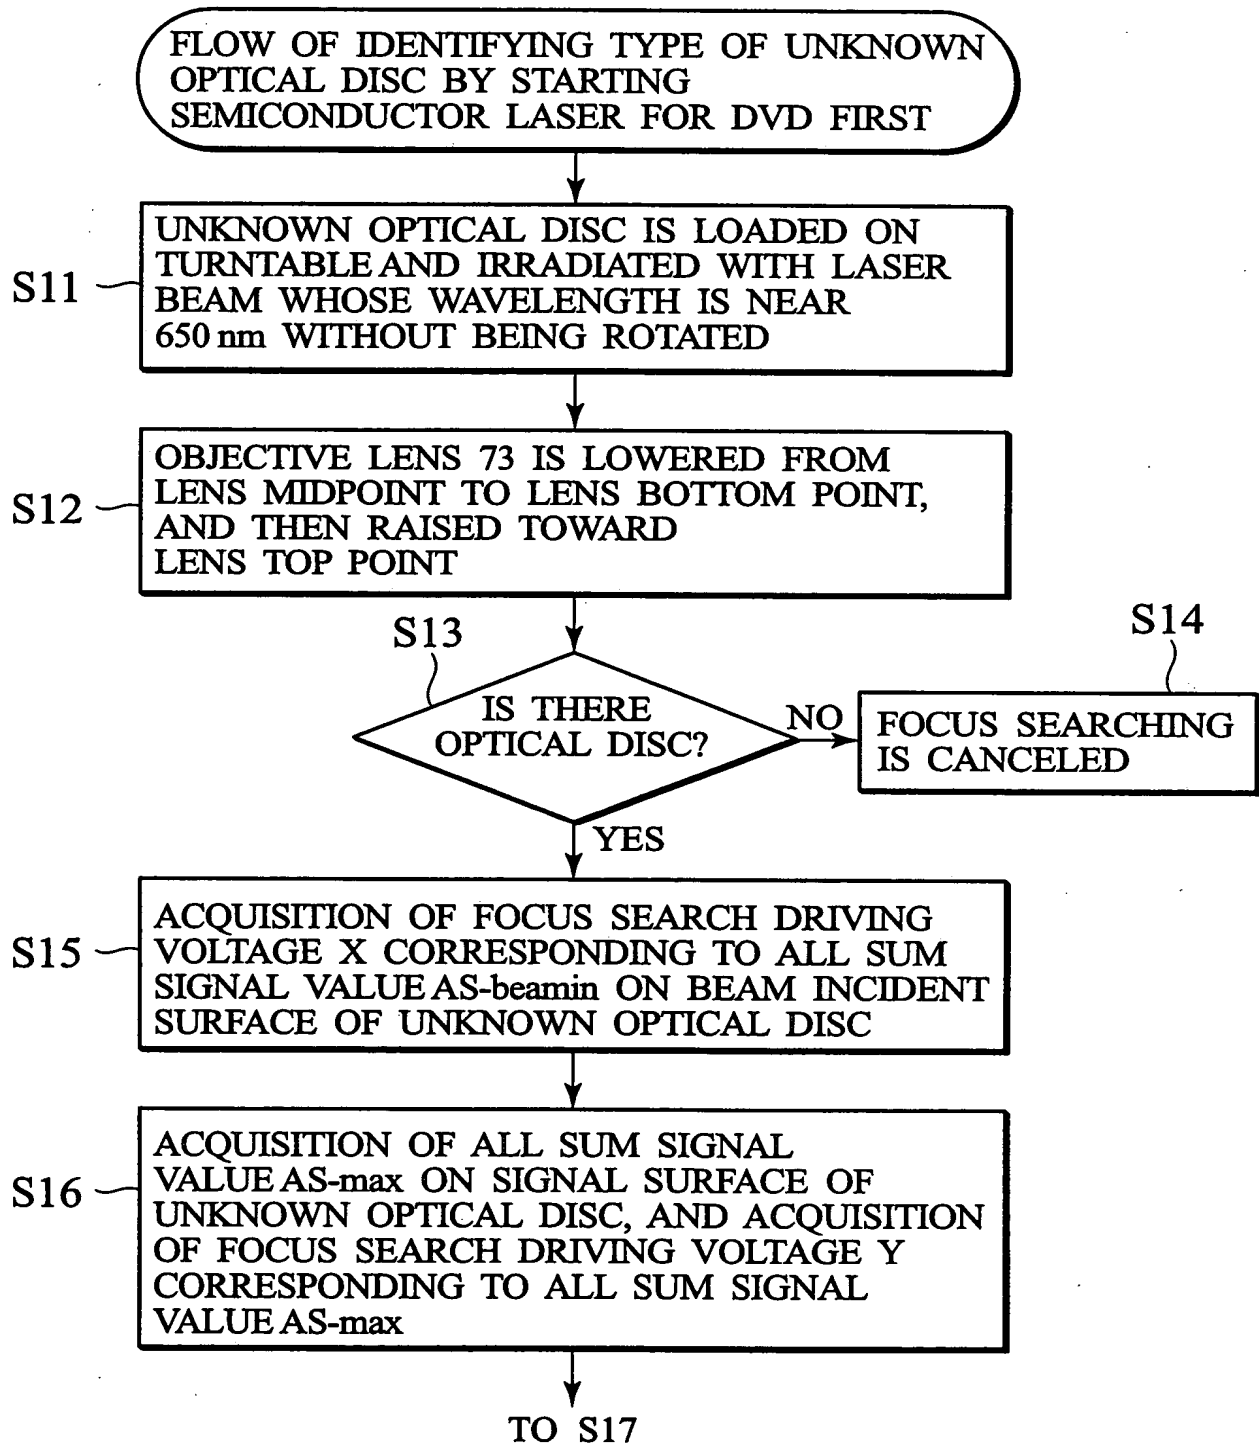 FLOW OF IDENTIFYING TYPE OF UNKNOWN
OPTICAL DISC BY STARTING
SEMICONDUCTOR LASER FOR DVD FIRST
S11
UNKNOWN OPTICAL DISC IS LOADED ON
TURNTABLE AND IRRADIATED WITH LASER
BEAM WHOSE WAVELENGTH IS NEAR
650 nm WITHOUT BEING ROTATED
S12
OBJECTIVE LENS 73 IS LOWERED FROM
LENS MIDPOINT TO LENS BOTTOM POINT,
AND THEN RAISED TOWARD
LENS TOP POINT
S13
IS THERE
OPTICAL DISC?
NO
S14
FOCUS SEARCHING
IS CANCELED
YES
S15
ACQUISITION OF FOCUS SEARCH DRIVING
VOLTAGE X CORRESPONDING TO ALL SUM
SIGNAL VALUE AS-beamin ON BEAM INCIDENT
SURFACE OF UNKNOWN OPTICAL DISC
S16
ACQUISITION OF ALL SUM SIGNAL
VALUE AS-max ON SIGNAL SURFACE OF
UNKNOWN OPTICAL DISC, AND ACQUISITION
OF FOCUS SEARCH DRIVING VOLTAGE Y
CORRESPONDING TO ALL SUM SIGNAL
VALUE AS-max
TO S17